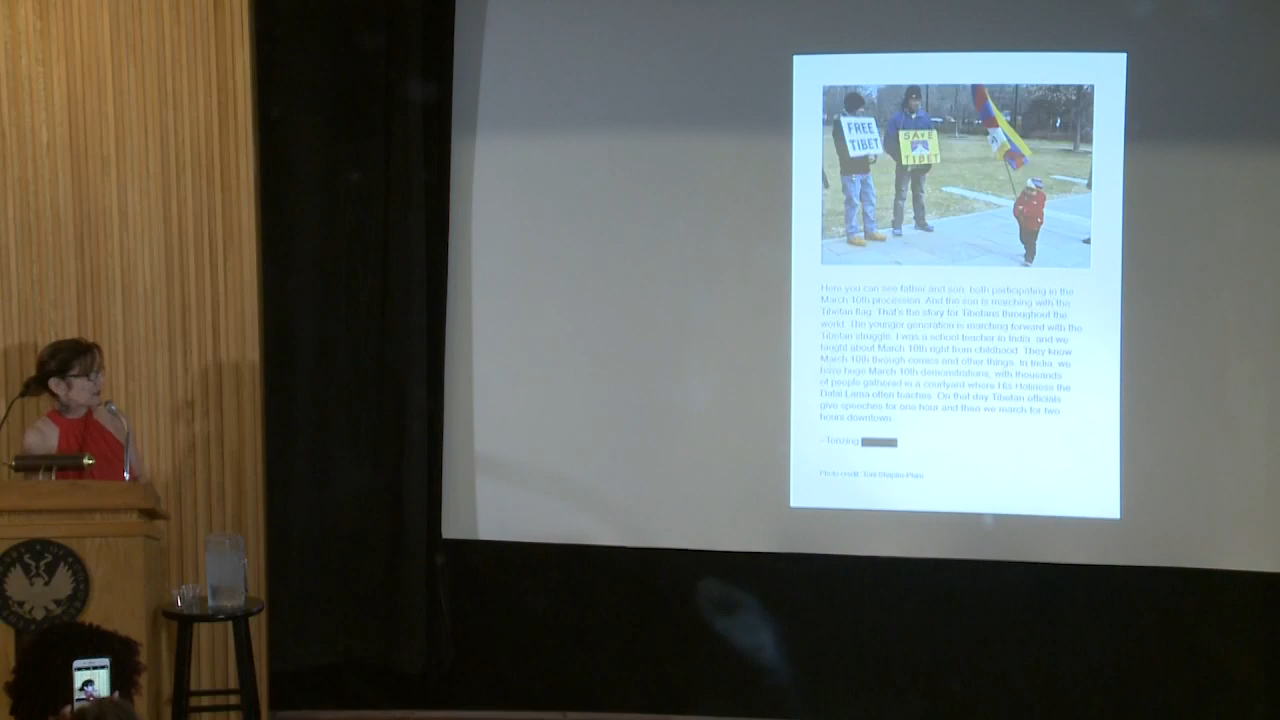 FREE
TIBET
SAVE
TIBET
Here you can see father and son, both participating in the
March 10th procession. And the son is marching with the
Tibetan flag. That's the story for Tibetans throughout the
world. The younger generation is marching forward with the
Tibetan struggle. I was a school teacher in India, and we
taught about March 10th right from childhood. They know
March 10th through comics and other things. In India, we
have huge March 10th demonstrations, with thousands
of people gathered in a courtyard where His Holiness the
Dalai Lama often teaches. On that day Tibetan officials
give speeches for one hour and then we march for two
hours downtown.
- Tenzing
Photo credit: Toni Shapiro-Phim